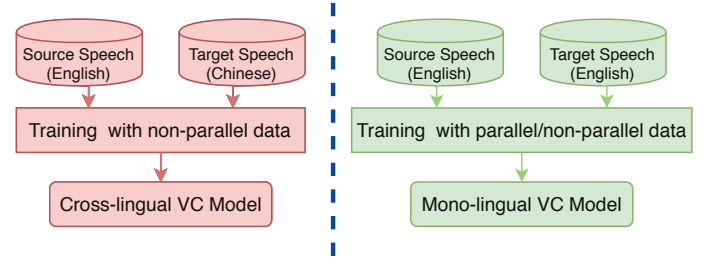 Source Speech
(English)
Target Speech
(Chinese)
Training with non-parallel data
Cross-lingual VC Model
Source Speech
(English)
Target Speech
(English)
Training with parallel/non-parallel data
Mono-lingual VC Model